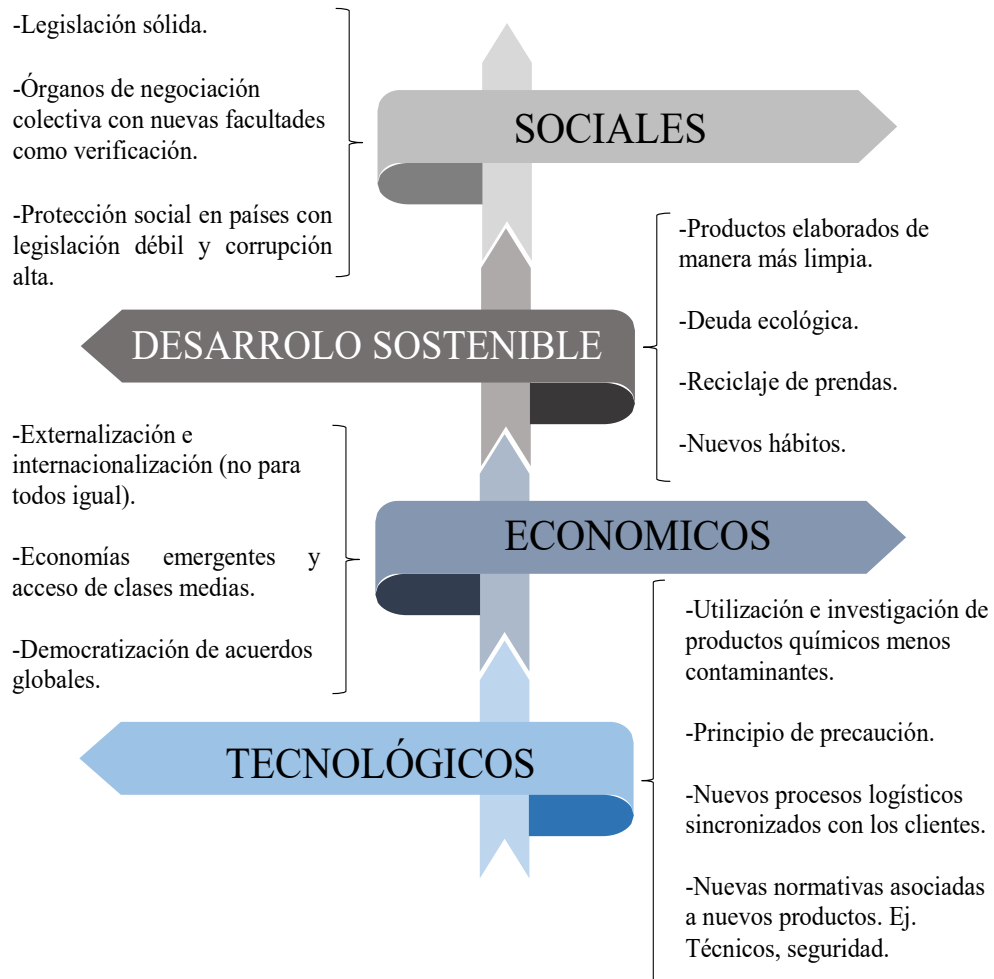 -Legislación sólida.
-Órganos de negociación
colectiva con nuevas facultades
como verificación.
-Protección social en países con
legislación débil y corrupción
alta.
SOCIALES
-Productos elaborados de
manera más limpia.
-Deuda ecológica.
-Reciclaje de prendas.
-Nuevos hábitos.
DESARROLO SOSTENIBLE
-Externalización e
internacionalización (no para
todos igual).
-Economías emergentes y
acceso de clases medias.
-Democratización de acuerdos
globales.
ECONOMICOS
-Utilización e investigación de
productos químicos menos
contaminantes.
-Principio de precaución.
-Nuevos procesos logísticos
sincronizados con los clientes.
-Nuevas normativas asociadas
a nuevos productos. Ej.
Técnicos, seguridad.
TECNOLÓGICOS